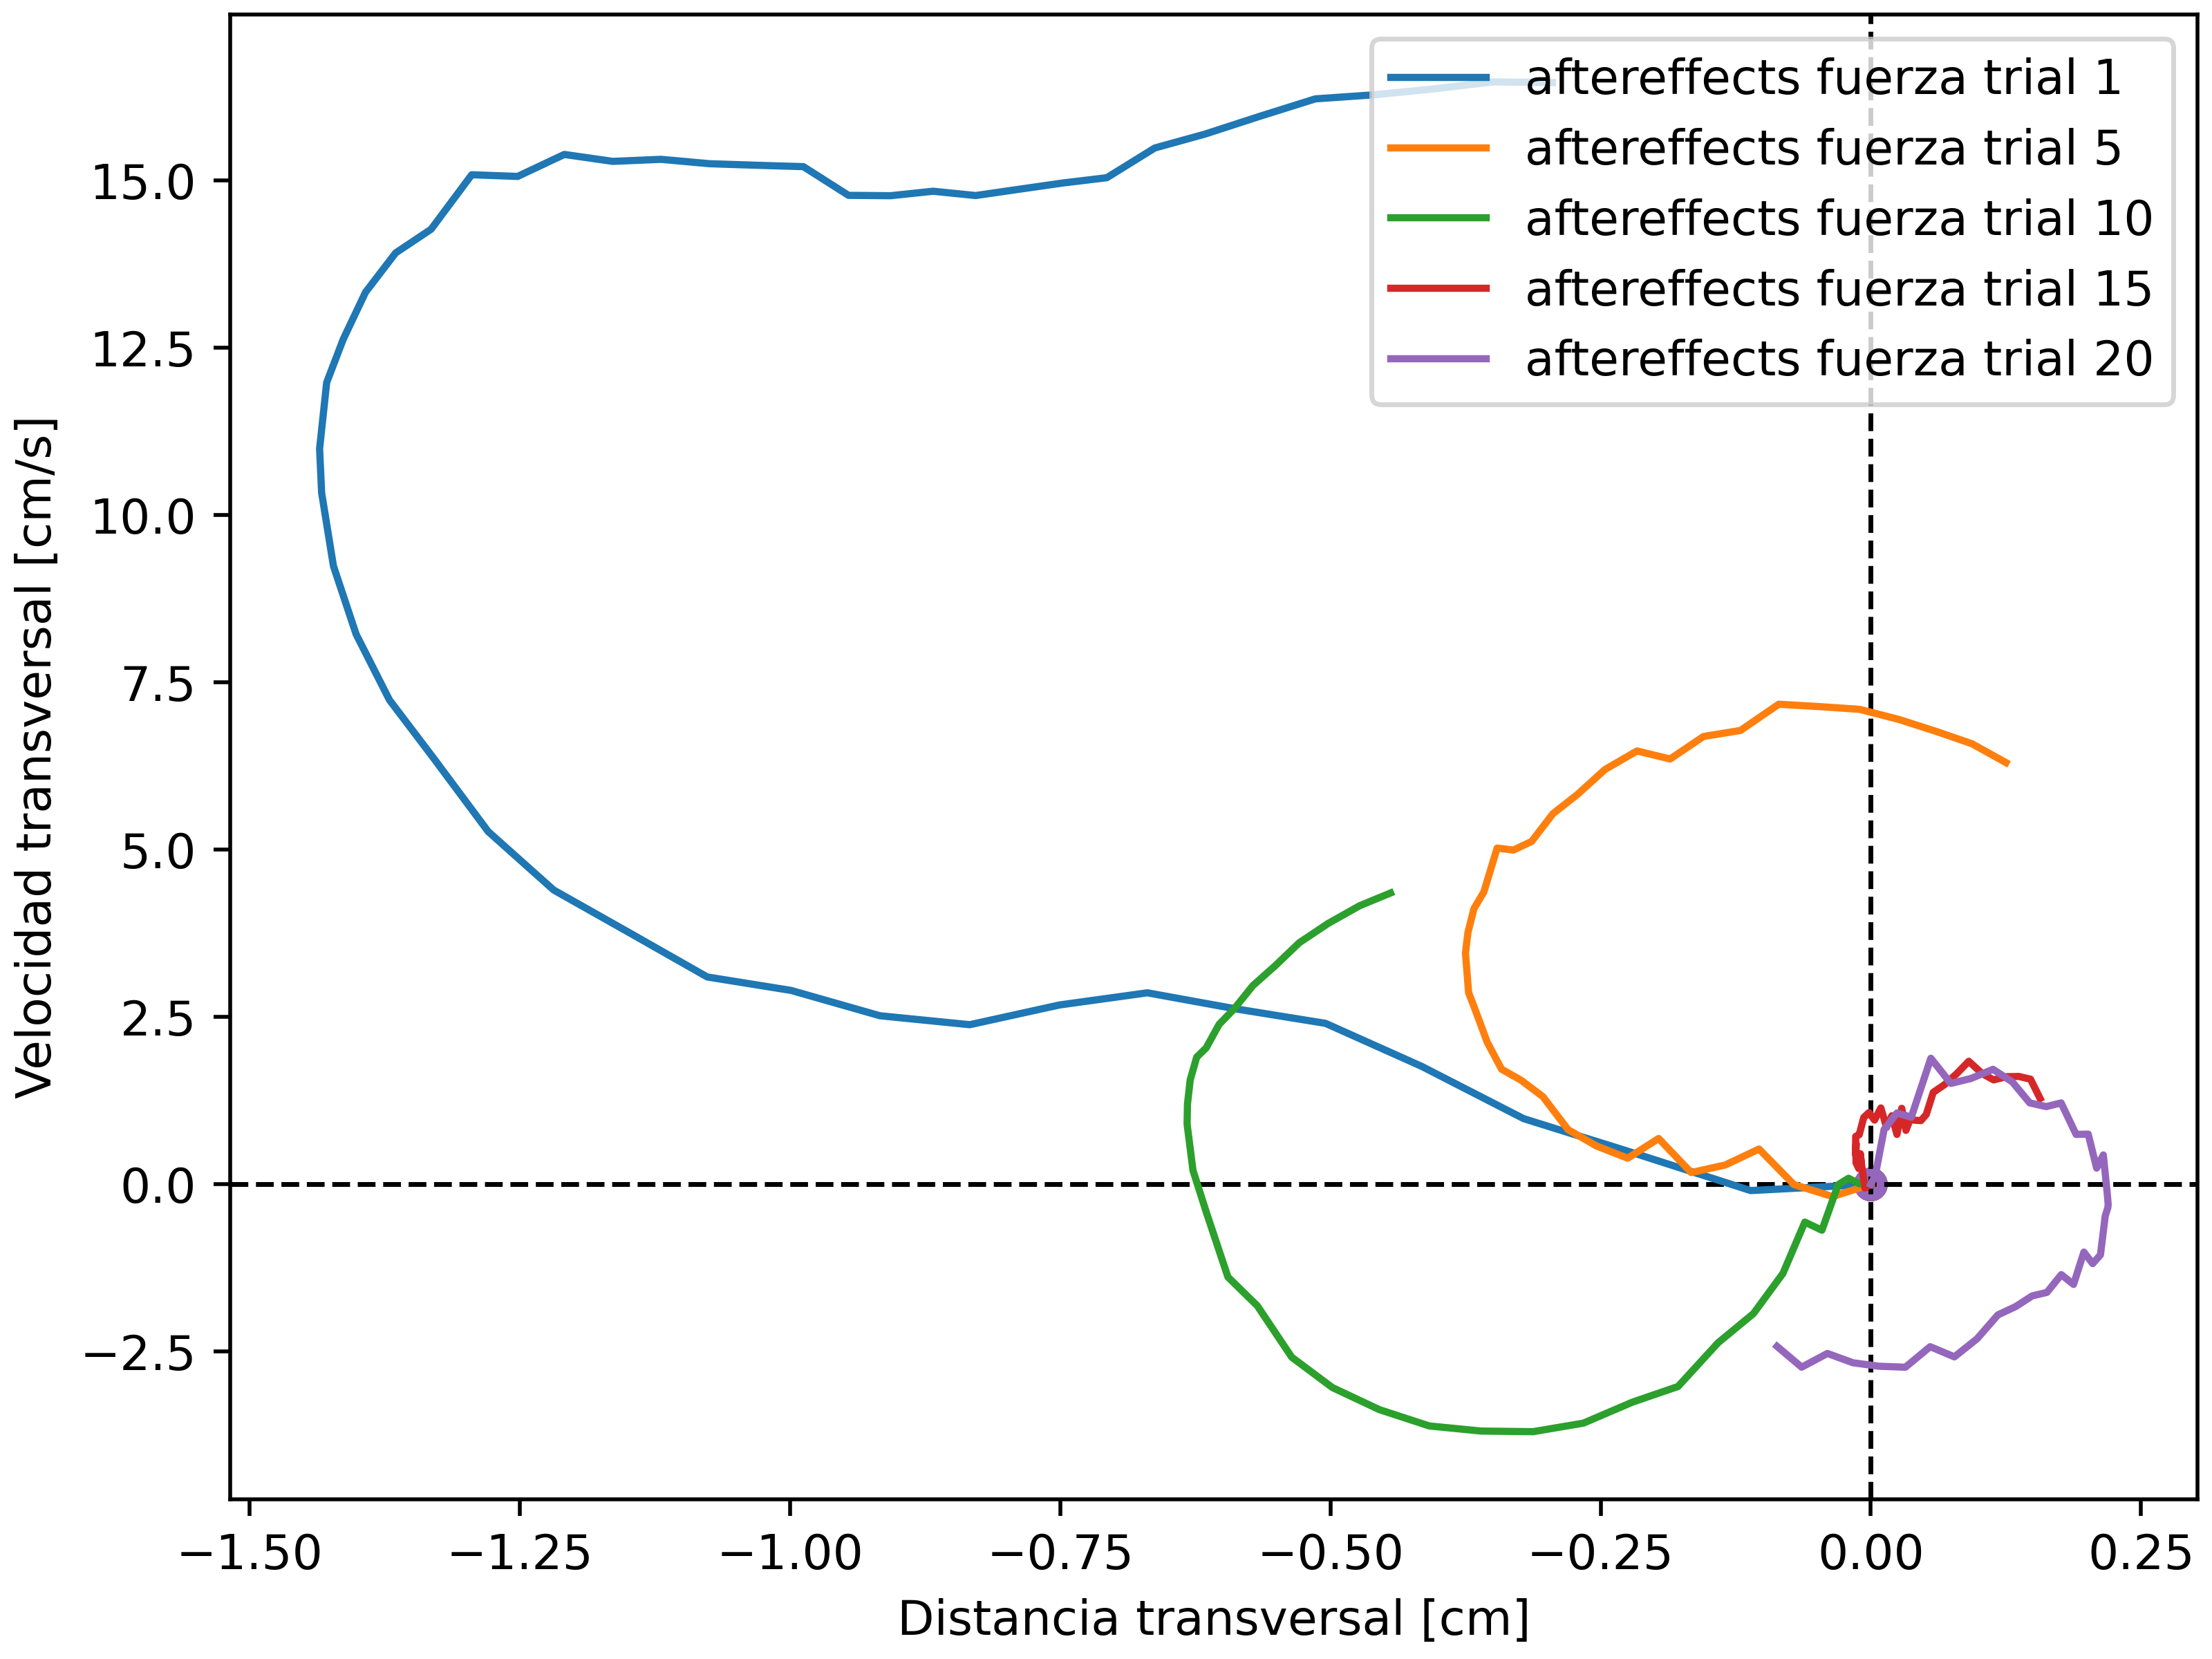 aftereffects fuerza trial 1
aftereffects fuerza trial 5
aftereffects fuerza trial 10
aftereffects fuerza trial 15
aftereffects fuerza trial 20
Velocidad transversal [cm/s]
15.0
12.5
10.0
7.5
5.0
2.5
0.0
−2.5
−1.50 −1.25 −1.00 −0.75 −0.50 −0.25 0.00 0.25
Distancia transversal [cm]